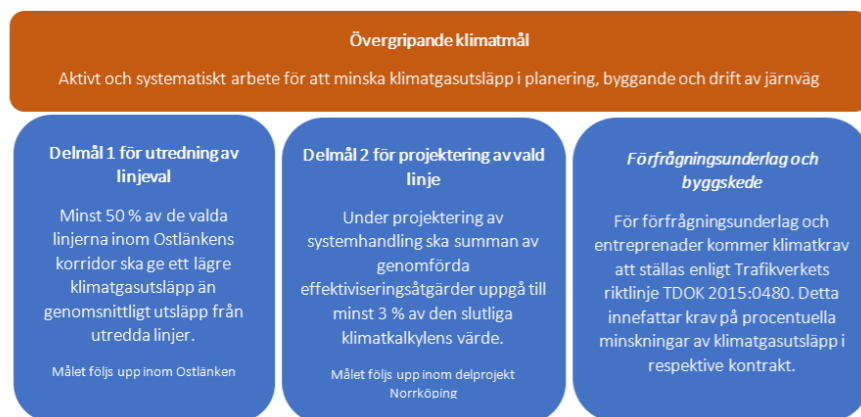 Övergripande klimatmål
Aktivt och systematiskt arbete för att minska klimatgasutsläpp i planering, byggande och drift av järnväg
Delmål 1 för utredning av
linjeval
Minst 50 % av de valda
linjerna inom Ostlänkens
korridor ska ge ett lägre
klimatgasutsläpp än
genomsnittligt utsläpp från
utredda linjer.
Målet följs upp inom Ostlänken
Delmål 2 för projektering av vald
linje
Under projektering av
systemhandling ska summan av
genomförda
effektiviseringsåtgärder uppgå till
minst 3 % av den slutliga
klimatkalkylens värde.
Målet följs upp inom delprojekt
Norrköping
Förfrågningsunderlag och
byggskede
För förfrågningsunderlag och
entreprenader kommer klimatkrav
att ställas enligt Trafikverkets
riktlinje TDOK 2015:0480. Detta
innefattar krav på procentuella
minskningar av klimatgasutsläpp i
respektive kontrakt.